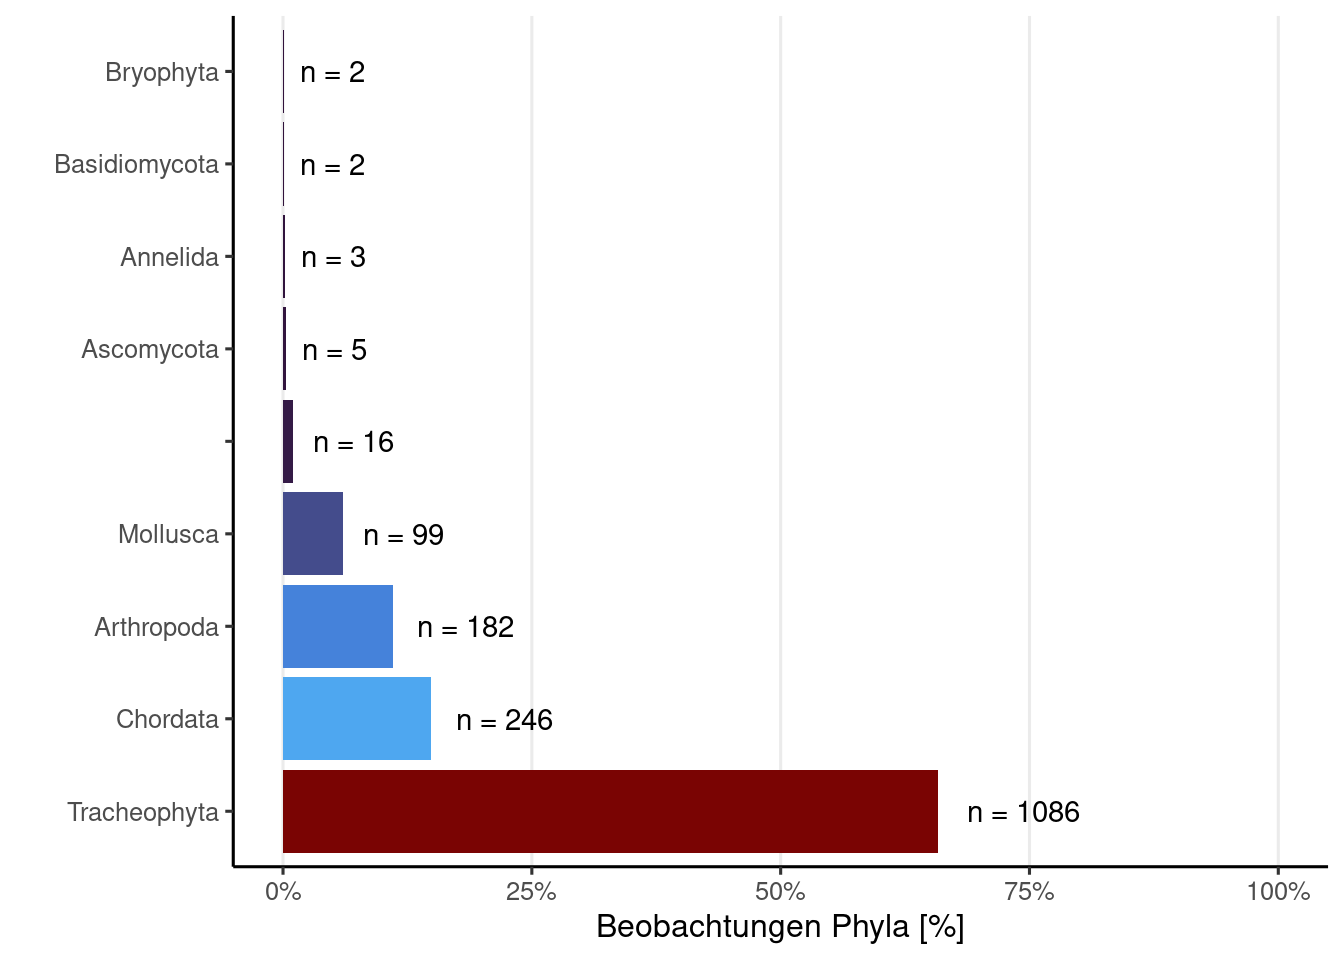 Bryophyta n = 2
Basidiomycota n = 2
Annelida n = 3
Ascomycota n = 5
n = 16
Mollusca n = 99
Arthropoda n = 182
Chordata n = 246
Tracheophyta n = 1086
0% 25% 50% 75% 100%
Beobachtungen Phyla [%]